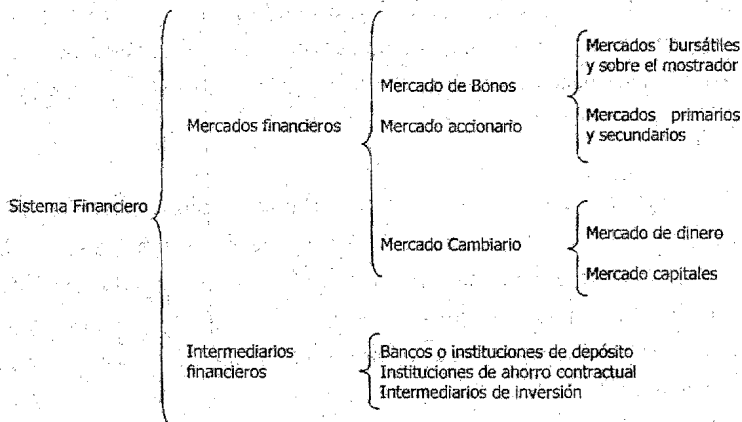 Sistema Financiero
Mercados financieros
Mercado de Bonos
Mercado accionario
Mercados bursátiles
y sobre el mostrador
Mercados primarios
y secundarios
Mercado Cambiario
Mercado de dinero
Mercado capitales
Intermediarios
financieros
Bancos o instituciones de depósito
Instituciones de ahorro contractual
Intermediarios de inversión